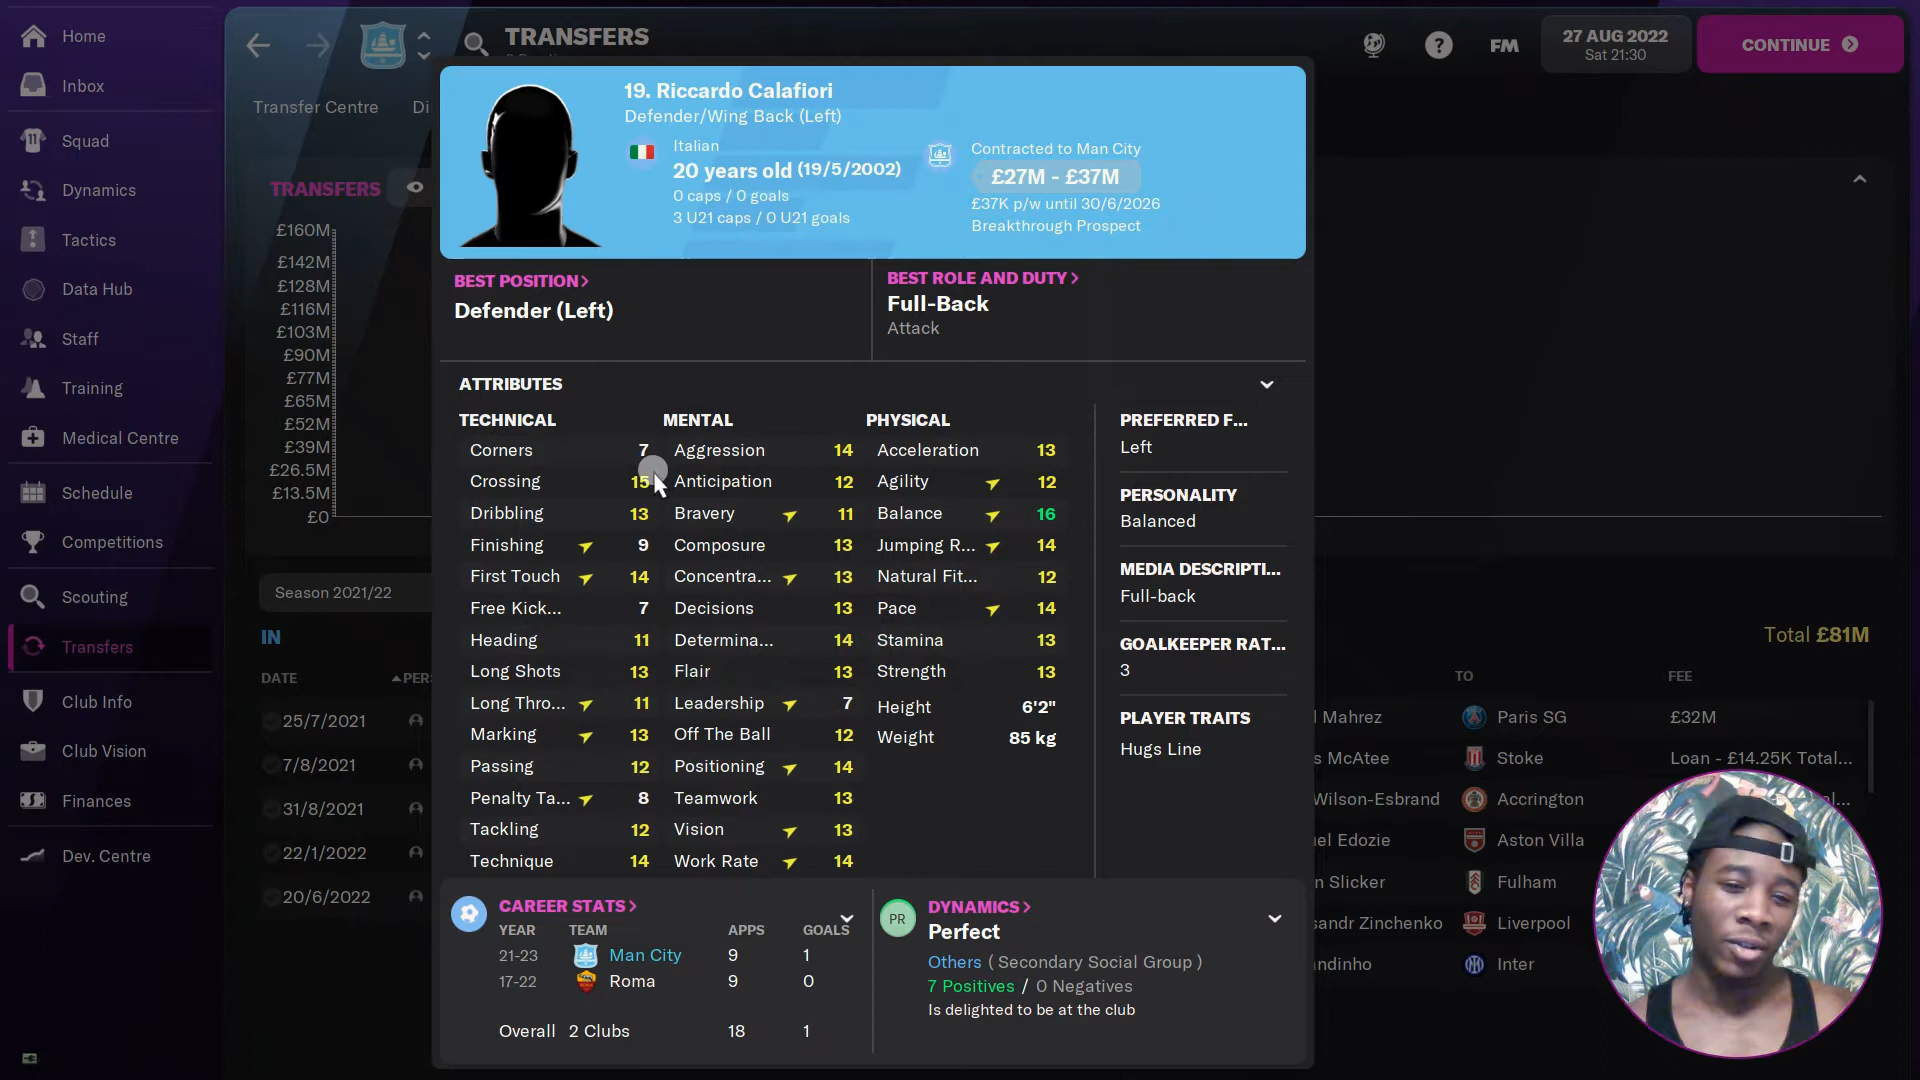 Home
Inbox
Squad
Dynamics
Tactics
Data Hub
Staff
Training
Medical Centre
Schedule
Competitions
Scouting
Transfers
Club Info
Club Vision
Finances
Dev. Centre
TRANSFERS
FM
27 AUG 2022
Sat 21:30
CONTINUE
Transfer Centre
Di
TRANSFERS
£160M
£142M
£128M
£116M
£103M
£90M
£77M
£65M
£52M
£39M
£26.5M
£13.5M
£0
Season 2021/22
IN
DATE
PER
25/7/2021
7/8/2021
31/8/2021
22/1/2022
20/6/2022
19. Riccardo Calafiori
Defender/Wing Back (Left)
Italian
20 years old (19/5/2002)
0 caps / 0 goals
3 U21 caps / 0 U21 goals
Contracted to Man City
£27M - £37M
£37K p/w until 30/6/2026
Breakthrough Prospect
BEST POSITION
Defender (Left)
BEST ROLE AND DUTY
Full-Back
Attack
ATTRIBUTES
TECHNICAL
Corners 7
Crossing 15
Dribbling 13
Finishing 9
First Touch 14
Free Kick... 7
Heading 11
Long Shots 13
Long Thro... 11
Marking 13
Passing 12
Penalty Ta... 8
Tackling 12
Technique 14
MENTAL
Aggression 14
Anticipation 12
Bravery 11
Composure 13
Concentra... 13
Decisions 13
Determina... 14
Flair 13
Leadership 7
Off The Ball 12
Positioning 14
Teamwork 13
Vision 13
Work Rate 14
PHYSICAL
Acceleration 13
Agility 12
Balance 16
Jumping R... 14
Natural Fit... 12
Pace 14
Stamina 13
Strength 13
Height 6'2"
Weight 85 kg
PREFERRED F...
Left
PERSONALITY
Balanced
MEDIA DESCRIPTI...
Full-back
GOALKEEPER RAT...
3
PLAYER TRAITS
Hugs Line
CAREER STATS
YEAR TEAM APPS GOALS
21-23 Man City 9 1
17-22 Roma 9 0
Overall 2 Clubs 18 1
PR
DYNAMICS
Perfect
Others ( Secondary Social Group )
7 Positives / 0 Negatives
Is delighted to be at the club
Total £81M
TO FEE
Mahrez Paris SG £32M
McAtee Stoke Loan - £14.25K Total...
Wilson-Esbrand Accrington
Edozie Aston Villa
Slicker Fulham
sandr Zinchenko Liverpool
andinho Inter